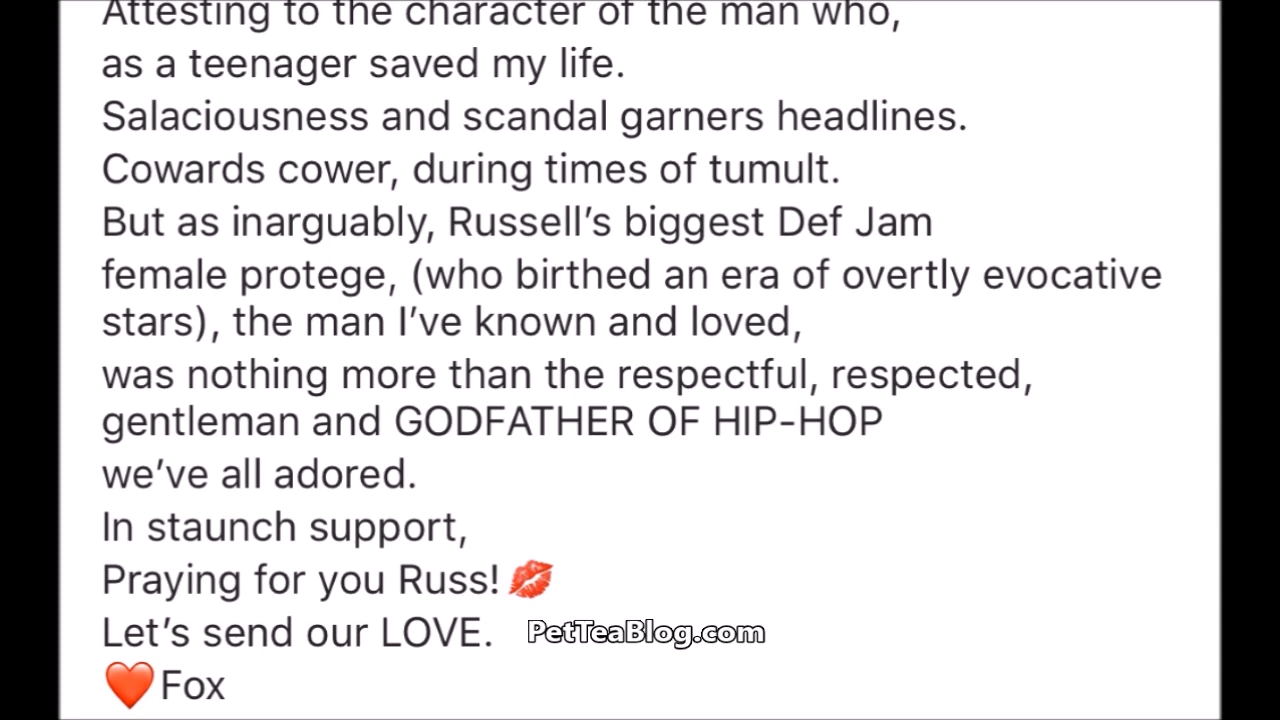 Attesting to the character of the man who,
as a teenager saved my life.
Salaciousness and scandal garners headlines.
Cowards cower, during times of tumult.
But as inarguably, Russell’s biggest Def Jam
female protege, (who birthed an era of overtly evocative
stars), the man I’ve known and loved,
was nothing more than the respectful, respected,
gentleman and GODFATHER OF HIP-HOP
we’ve all adored.
In staunch support,
Praying for you Russ!💋
Let’s send our LOVE.
PetTeaBlog.com
❤️Fox